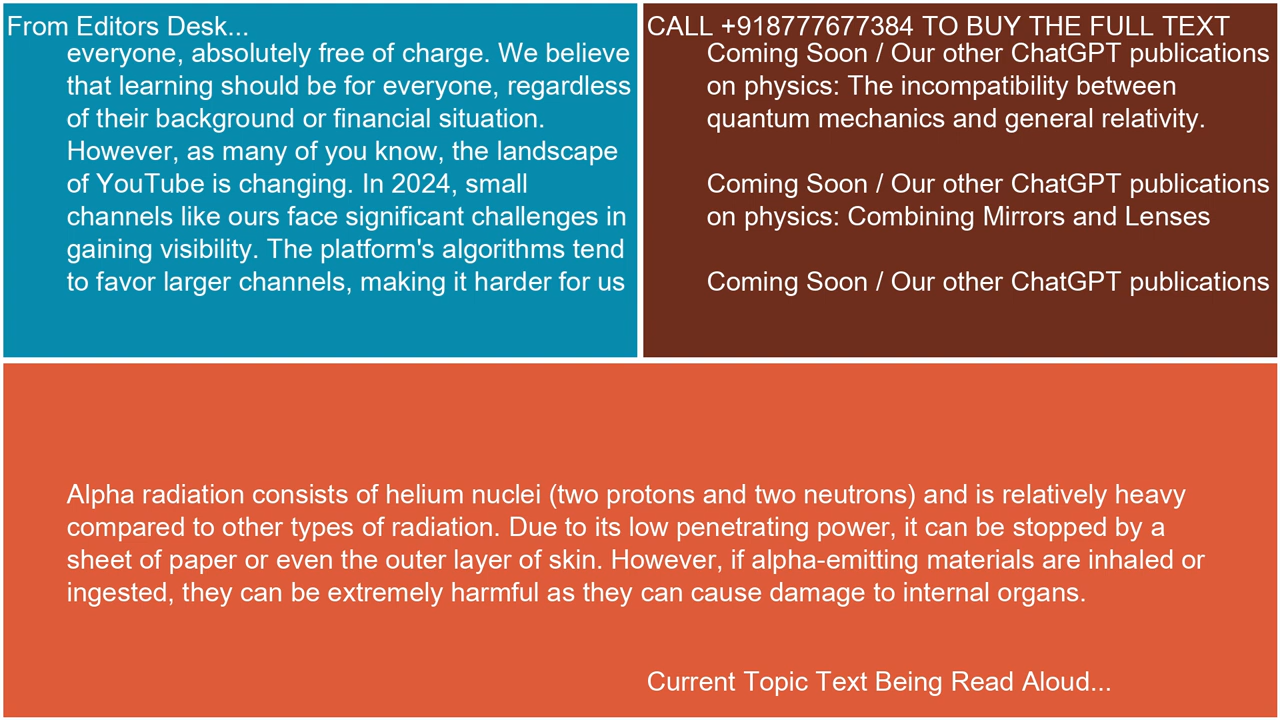 From Editors Desk...
everyone, absolutely free of charge. We believe
that learning should be for everyone, regardless
of their background or financial situation.
However, as many of you know, the landscape
of YouTube is changing. In 2024, small
channels like ours face significant challenges in
gaining visibility. The platform's algorithms tend
to favor larger channels, making it harder for us
CALL +918777677384 TO BUY THE FULL TEXT
Coming Soon / Our other ChatGPT publications
on physics: The incompatibility between
quantum mechanics and general relativity.
Coming Soon / Our other ChatGPT publications
on physics: Combining Mirrors and Lenses
Coming Soon / Our other ChatGPT publications
Alpha radiation consists of helium nuclei (two protons and two neutrons) and is relatively heavy
compared to other types of radiation. Due to its low penetrating power, it can be stopped by a
sheet of paper or even the outer layer of skin. However, if alpha-emitting materials are inhaled or
ingested, they can be extremely harmful as they can cause damage to internal organs.
Current Topic Text Being Read Aloud...